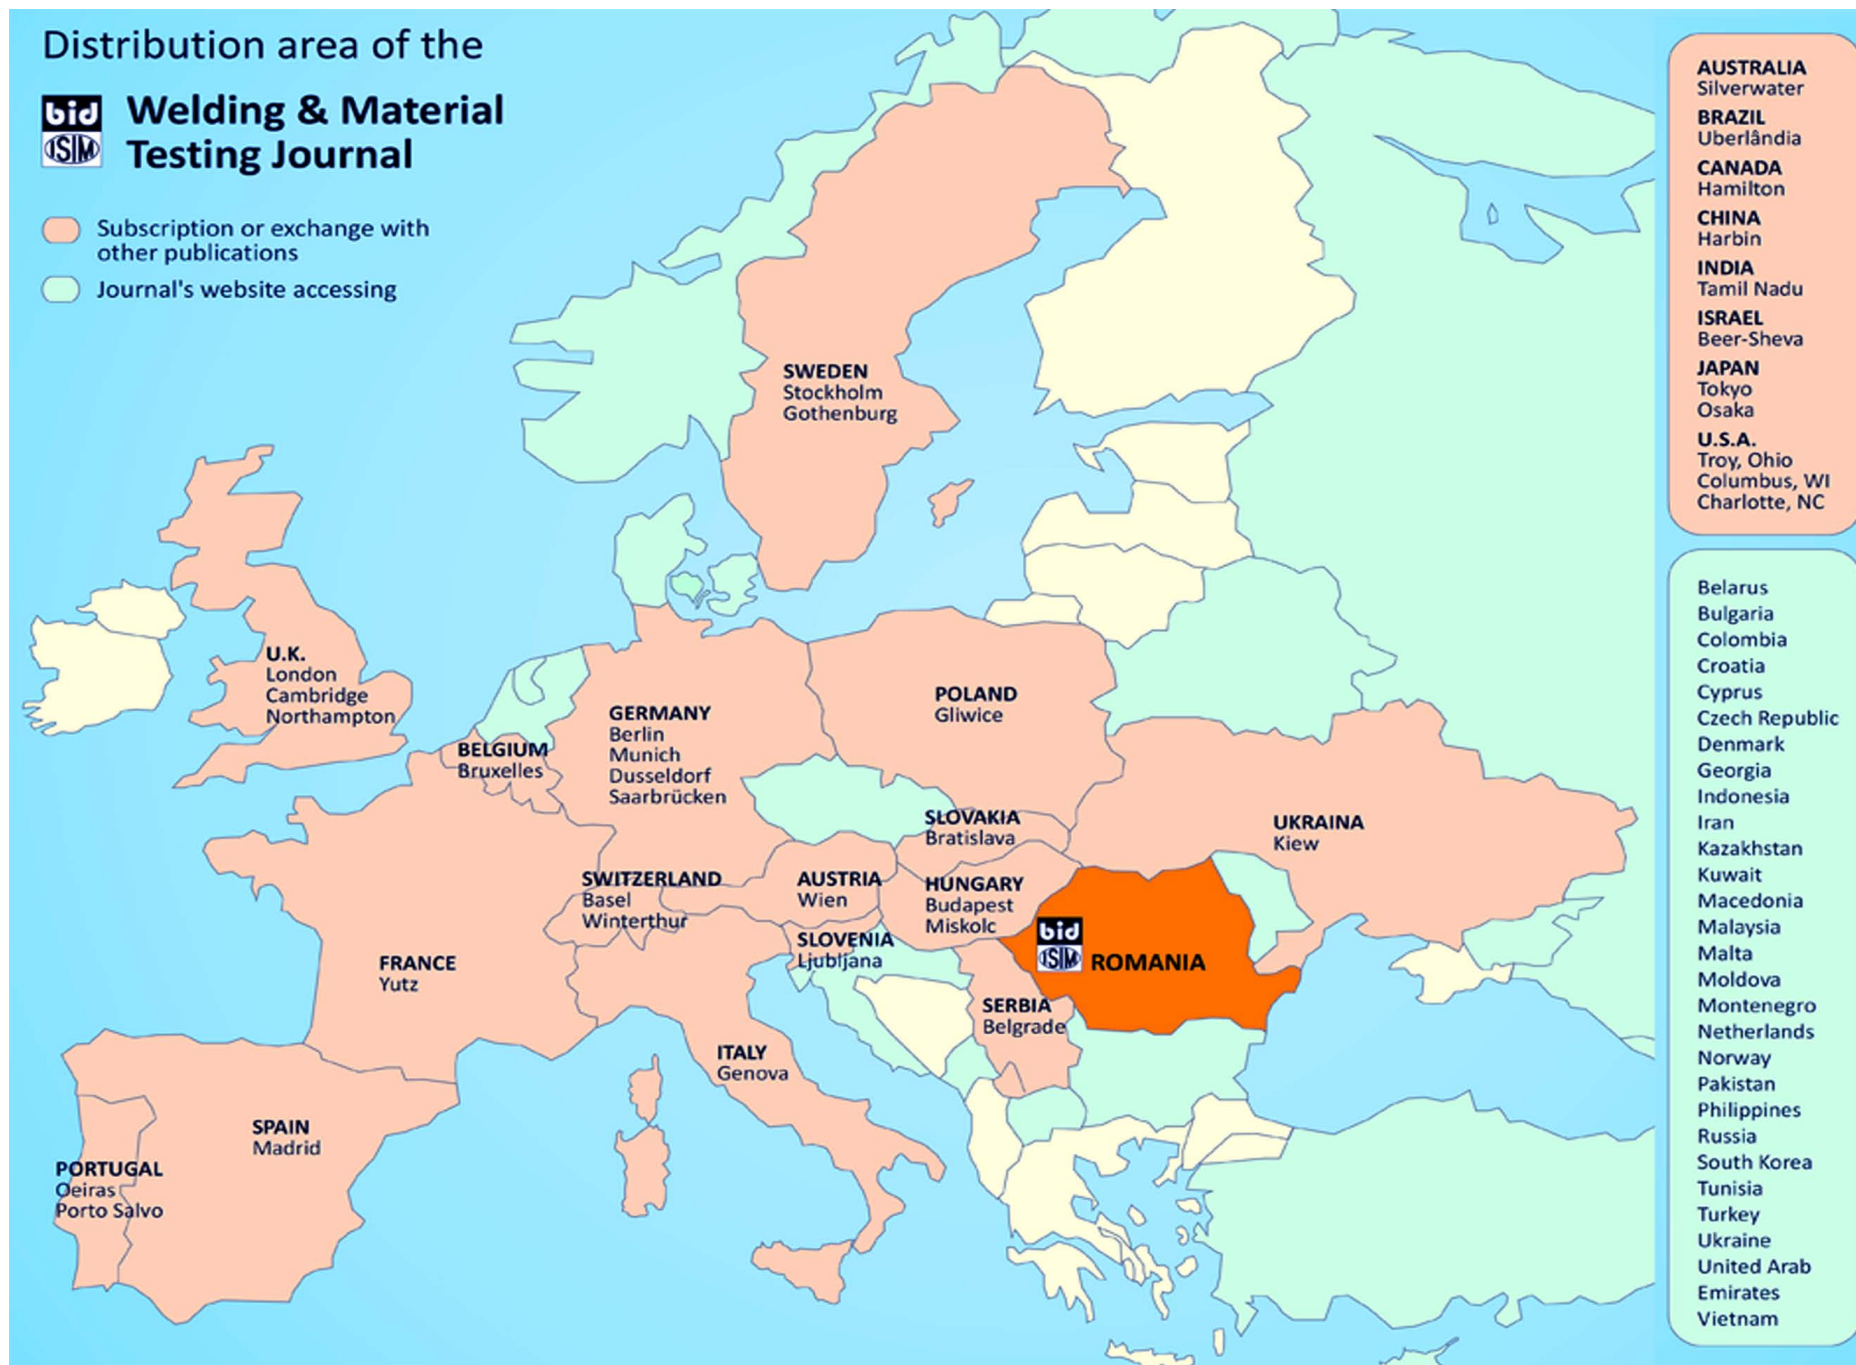 Distribution area of the
bid
ISIM
Welding & Material
Testing Journal
Subscription or exchange with
other publications
Journal's website accessing
SWEDEN
Stockholm
Gothenburg
U.K.
London
Cambridge
Northampton
BELGIUM
Bruxelles
GERMANY
Berlin
Munich
Dusseldorf
Saarbrücken
POLAND
Gliwice
SLOVAKIA
Bratislava
UKRAINA
Kiew
SWITZERLAND
Basel
Winterthur
AUSTRIA
Wien
HUNGARY
Budapest
Miskolc
SLOVENIA
Ljubljana
bid
ISIM
ROMANIA
FRANCE
Yutz
SERBIA
Belgrade
ITALY
Genova
SPAIN
Madrid
PORTUGAL
Oeiras
Porto Salvo
AUSTRALIA
Silverwater
BRAZIL
Uberlândia
CANADA
Hamilton
CHINA
Harbin
INDIA
Tamil Nadu
ISRAEL
Beer-Sheva
JAPAN
Tokyo
Osaka
U.S.A.
Troy, Ohio
Columbus, WI
Charlotte, NC
Belarus
Bulgaria
Colombia
Croatia
Cyprus
Czech Republic
Denmark
Georgia
Indonesia
Iran
Kazakhstan
Kuwait
Macedonia
Malaysia
Malta
Moldova
Montenegro
Netherlands
Norway
Pakistan
Philippines
Russia
South Korea
Tunisia
Turkey
Ukraine
United Arab
Emirates
Vietnam